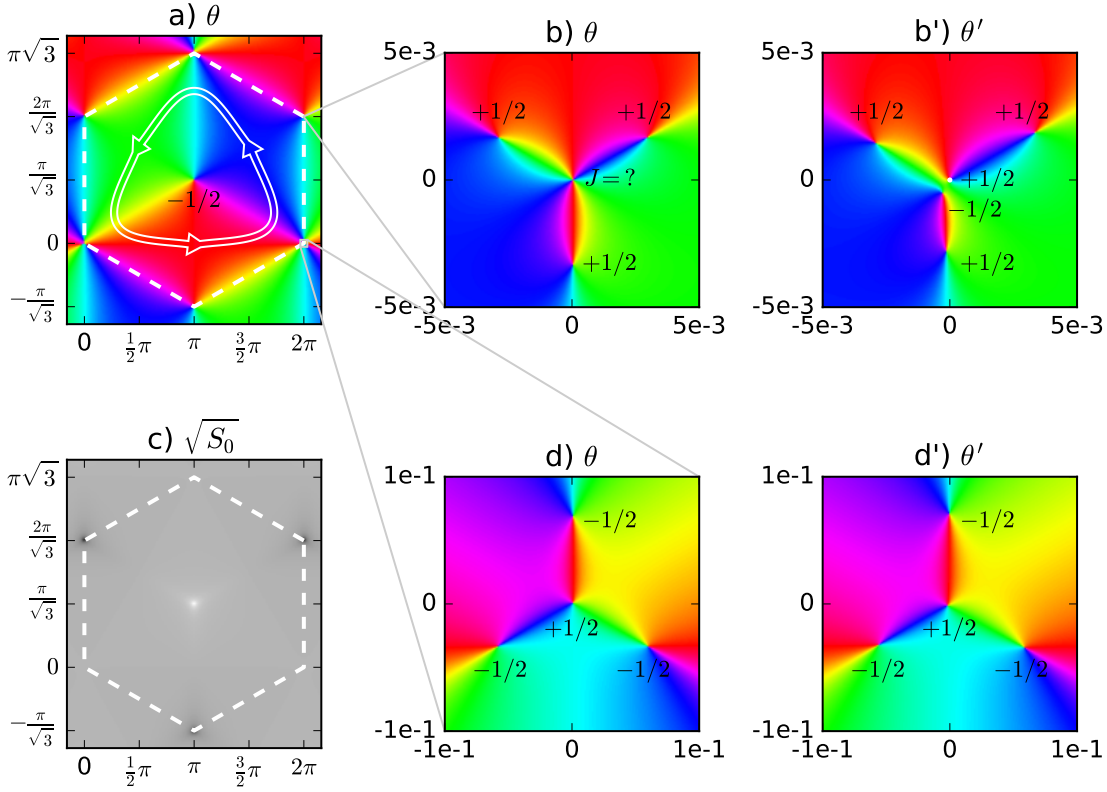 a) θ
π√3
2π/√3
π/√3
0
-π/√3
0 ½π π 3/2π 2π
−1/2
b) θ
5e-3
0
-5e-3
-5e-3 0 5e-3
+1/2 +1/2
J=?
+1/2
b') θ′
5e-3
0
-5e-3
-5e-3 0 5e-3
+1/2 +1/2
+1/2
−1/2
+1/2
c) √S₀
π√3
2π/√3
π/√3
0
-π/√3
0 ½π π 3/2π 2π
d) θ
1e-1
0
-1e-1
-1e-1 0 1e-1
−1/2
+1/2
−1/2 −1/2
d') θ′
1e-1
0
-1e-1
-1e-1 0 1e-1
−1/2
+1/2
−1/2 −1/2